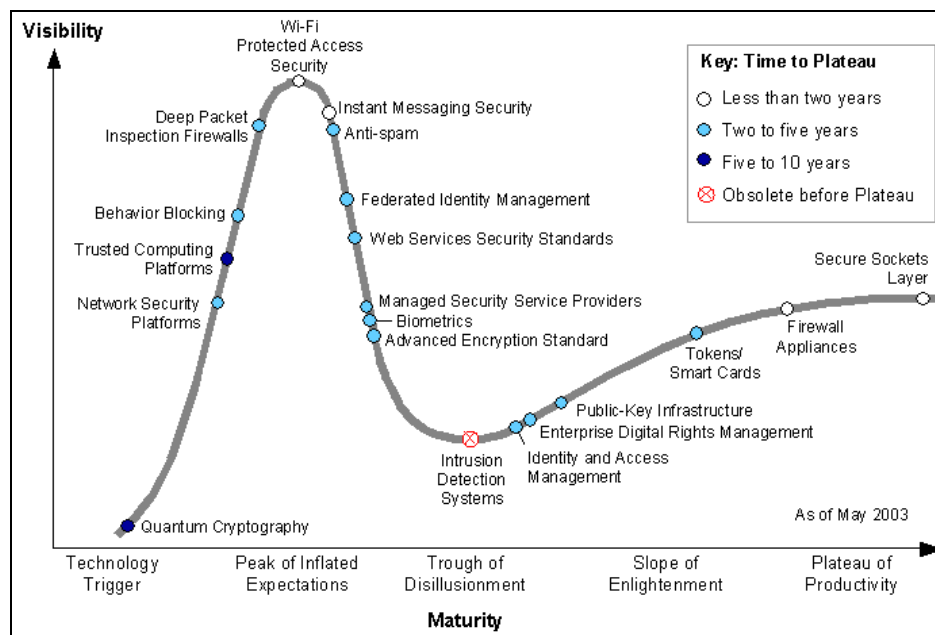 Visibility
Wi-Fi
Protected Access
Security
Key: Time to Plateau
Less than two years
Two to five years
Five to 10 years
Obsolete before Plateau
Deep Packet
Inspection Firewalls
Instant Messaging Security
Anti-spam
Behavior Blocking
Federated Identity Management
Trusted Computing
Platforms
Web Services Security Standards
Network Security
Platforms
Managed Security Service Providers
Biometrics
Advanced Encryption Standard
Secure Sockets
Layer
Firewall
Appliances
Tokens/
Smart Cards
Public-Key Infrastructure
Enterprise Digital Rights Management
Identity and Access
Management
Intrusion
Detection
Systems
Quantum Cryptography
As of May 2003
Technology
Trigger
Peak of Inflated
Expectations
Trough of
Disillusionment
Slope of
Enlightenment
Plateau of
Productivity
Maturity